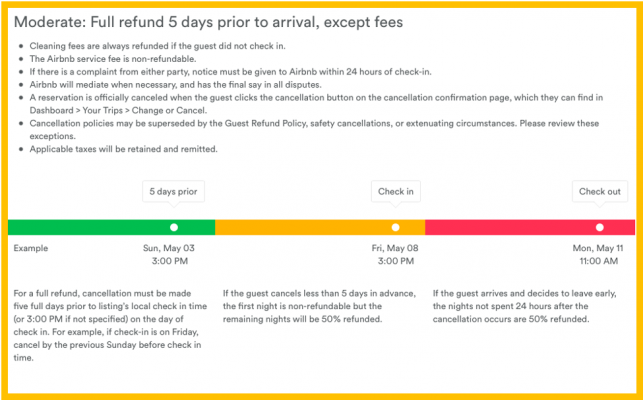 Moderate: Full refund 5 days prior to arrival, except fees
Cleaning fees are always refunded if the guest did not check in.
The Airbnb service fee is non-refundable.
If there is a complaint from either party, notice must be given to Airbnb within 24 hours of check-in.
Airbnb will mediate when necessary, and has the final say in all disputes.
A reservation is officially canceled when the guest clicks the cancellation button on the cancellation confirmation page, which they can find in
Dashboard > Your Trips > Change or Cancel.
Cancellation policies may be superseded by the Guest Refund Policy, safety cancellations, or extenuating circumstances. Please review these
exceptions.
Applicable taxes will be retained and remitted.
5 days prior
Check in
Check out
Example
Sun, May 03
3:00 PM
Fri, May 08
3:00 PM
Mon, May 11
11:00 AM
For a full refund, cancellation must be made
five full days prior to listing's local check in time
(or 3:00 PM if not specified) on the day of
check in. For example, if check-in is on Friday,
cancel by the previous Sunday before check in
time.
If the guest cancels less than 5 days in advance,
the first night is non-refundable but the
remaining nights will be 50% refunded.
If the guest arrives and decides to leave early,
the nights not spent 24 hours after the
cancellation occurs are 50% refunded.